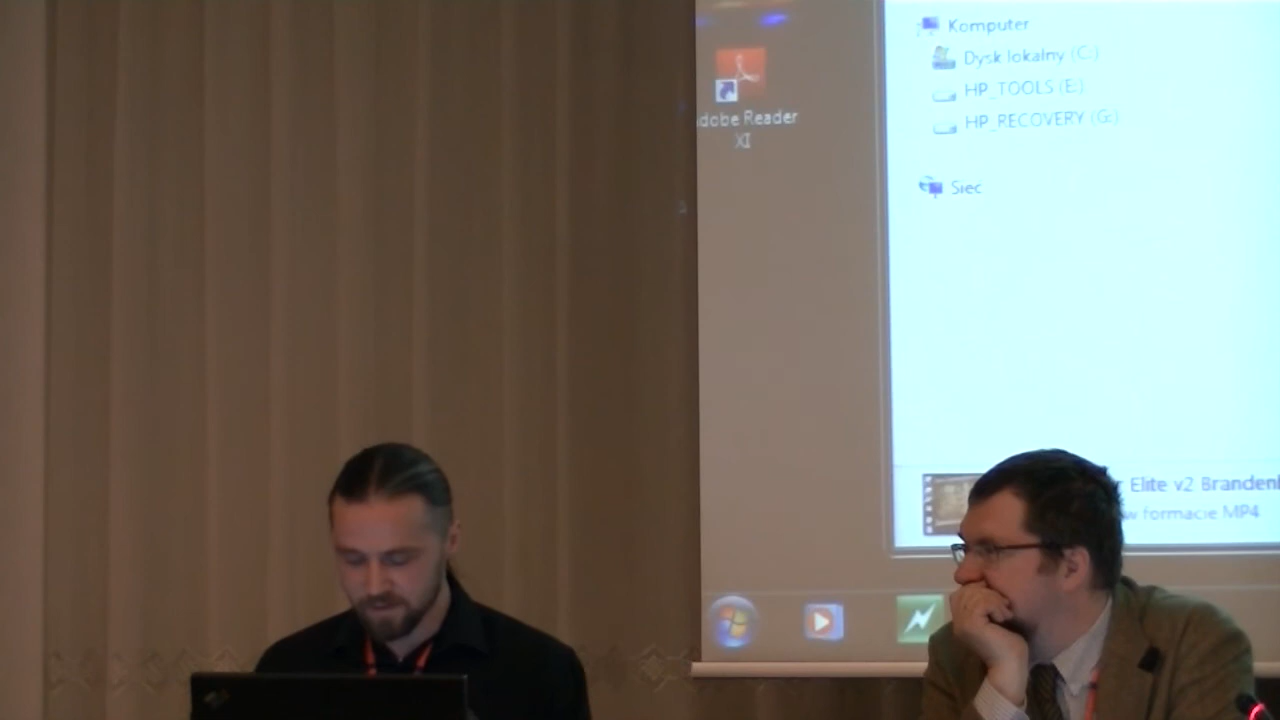 Komputer
Dysk lokalny (C:)
HP_TOOLS (E:)
HP_RECOVERY (G:)
dobe Reader
XI
Sieć
r Elite v2 Brandenb
w formacie MP4